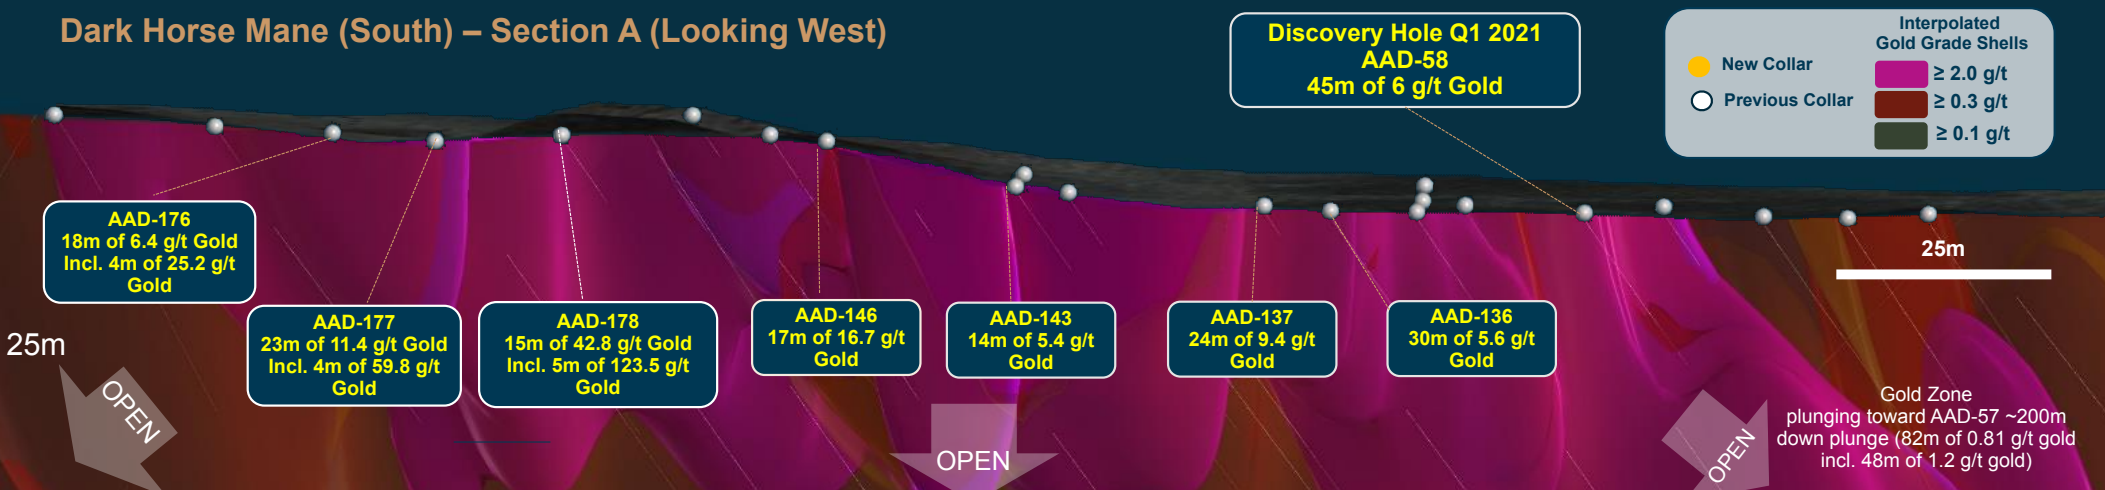 Dark Horse Mane (South) – Section A (Looking West)
Discovery Hole Q1 2021
AAD-58
45m of 6 g/t Gold
Interpolated
Gold Grade Shells
New Collar
Previous Collar
≥ 2.0 g/t
≥ 0.3 g/t
≥ 0.1 g/t
AAD-176
18m of 6.4 g/t Gold
Incl. 4m of 25.2 g/t
Gold
AAD-177
23m of 11.4 g/t Gold
Incl. 4m of 59.8 g/t
Gold
AAD-178
15m of 42.8 g/t Gold
Incl. 5m of 123.5 g/t
Gold
AAD-146
17m of 16.7 g/t
Gold
AAD-143
14m of 5.4 g/t
Gold
AAD-137
24m of 9.4 g/t
Gold
AAD-136
30m of 5.6 g/t
Gold
25m
25m
OPEN
OPEN
OPEN
Gold Zone
plunging toward AAD-57 ~200m
down plunge (82m of 0.81 g/t gold
incl. 48m of 1.2 g/t gold)